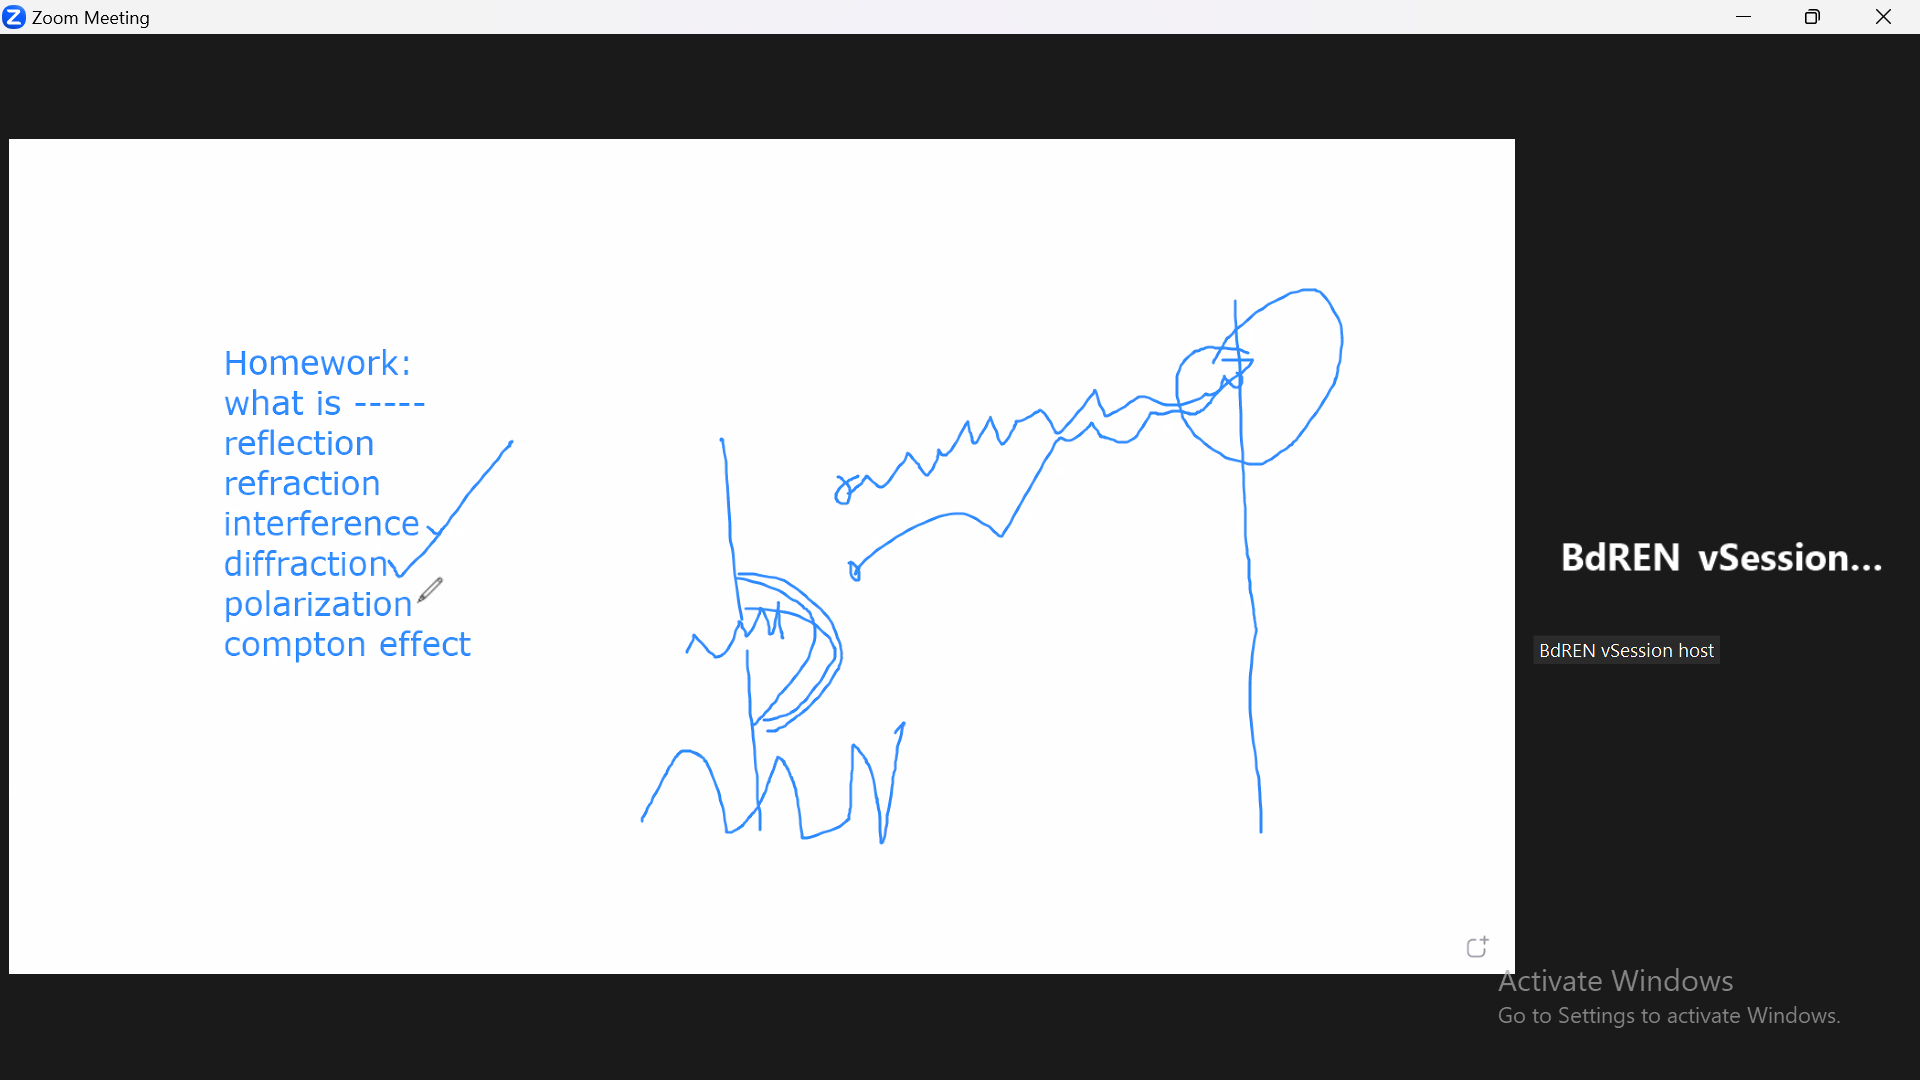 Zoom Meeting
Homework:
what is -----
reflection
refraction
interference
diffraction
polarization
compton effect
BdREN vSession...
BdREN vSession host
Activate Windows
Go to Settings to activate Windows.